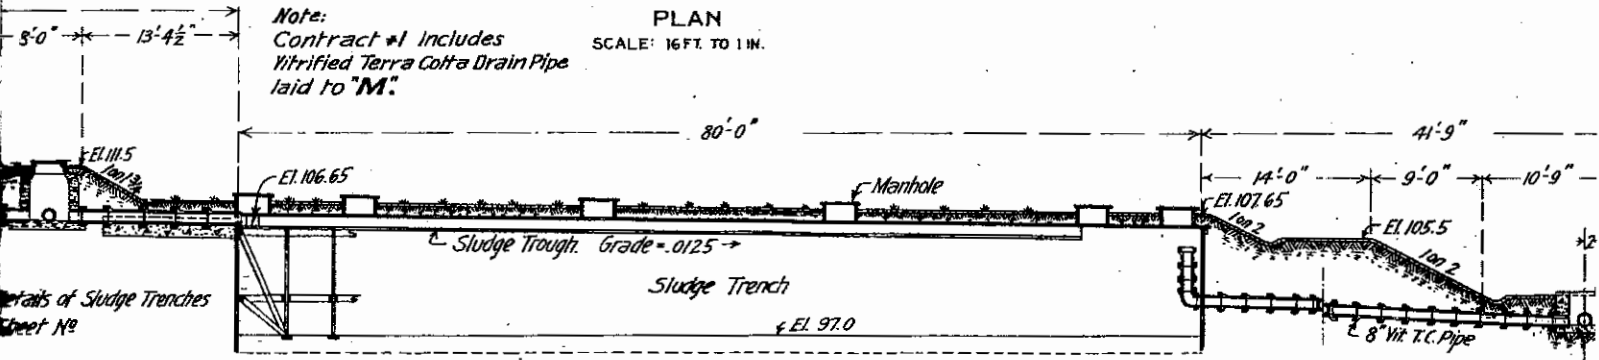 Note:
Contract #1 Includes
Vitrified Terra Cotta Drain Pipe
laid to "M".
PLAN
SCALE: 16 FT. TO 1 IN.
8'-0"
13'-4½"
80'-0"
41'-9"
El. 111.5
1 on 1¾
El. 106.65
Manhole
14'-0"
9'-0"
10'-9"
El. 107.65
1 on 2
El. 105.5
1 on 2
2
Sludge Trough. Grade = .0125
Sludge Trench
of Sludge Trenches
Nº
El. 97.0
8" Vit. T.C. Pipe